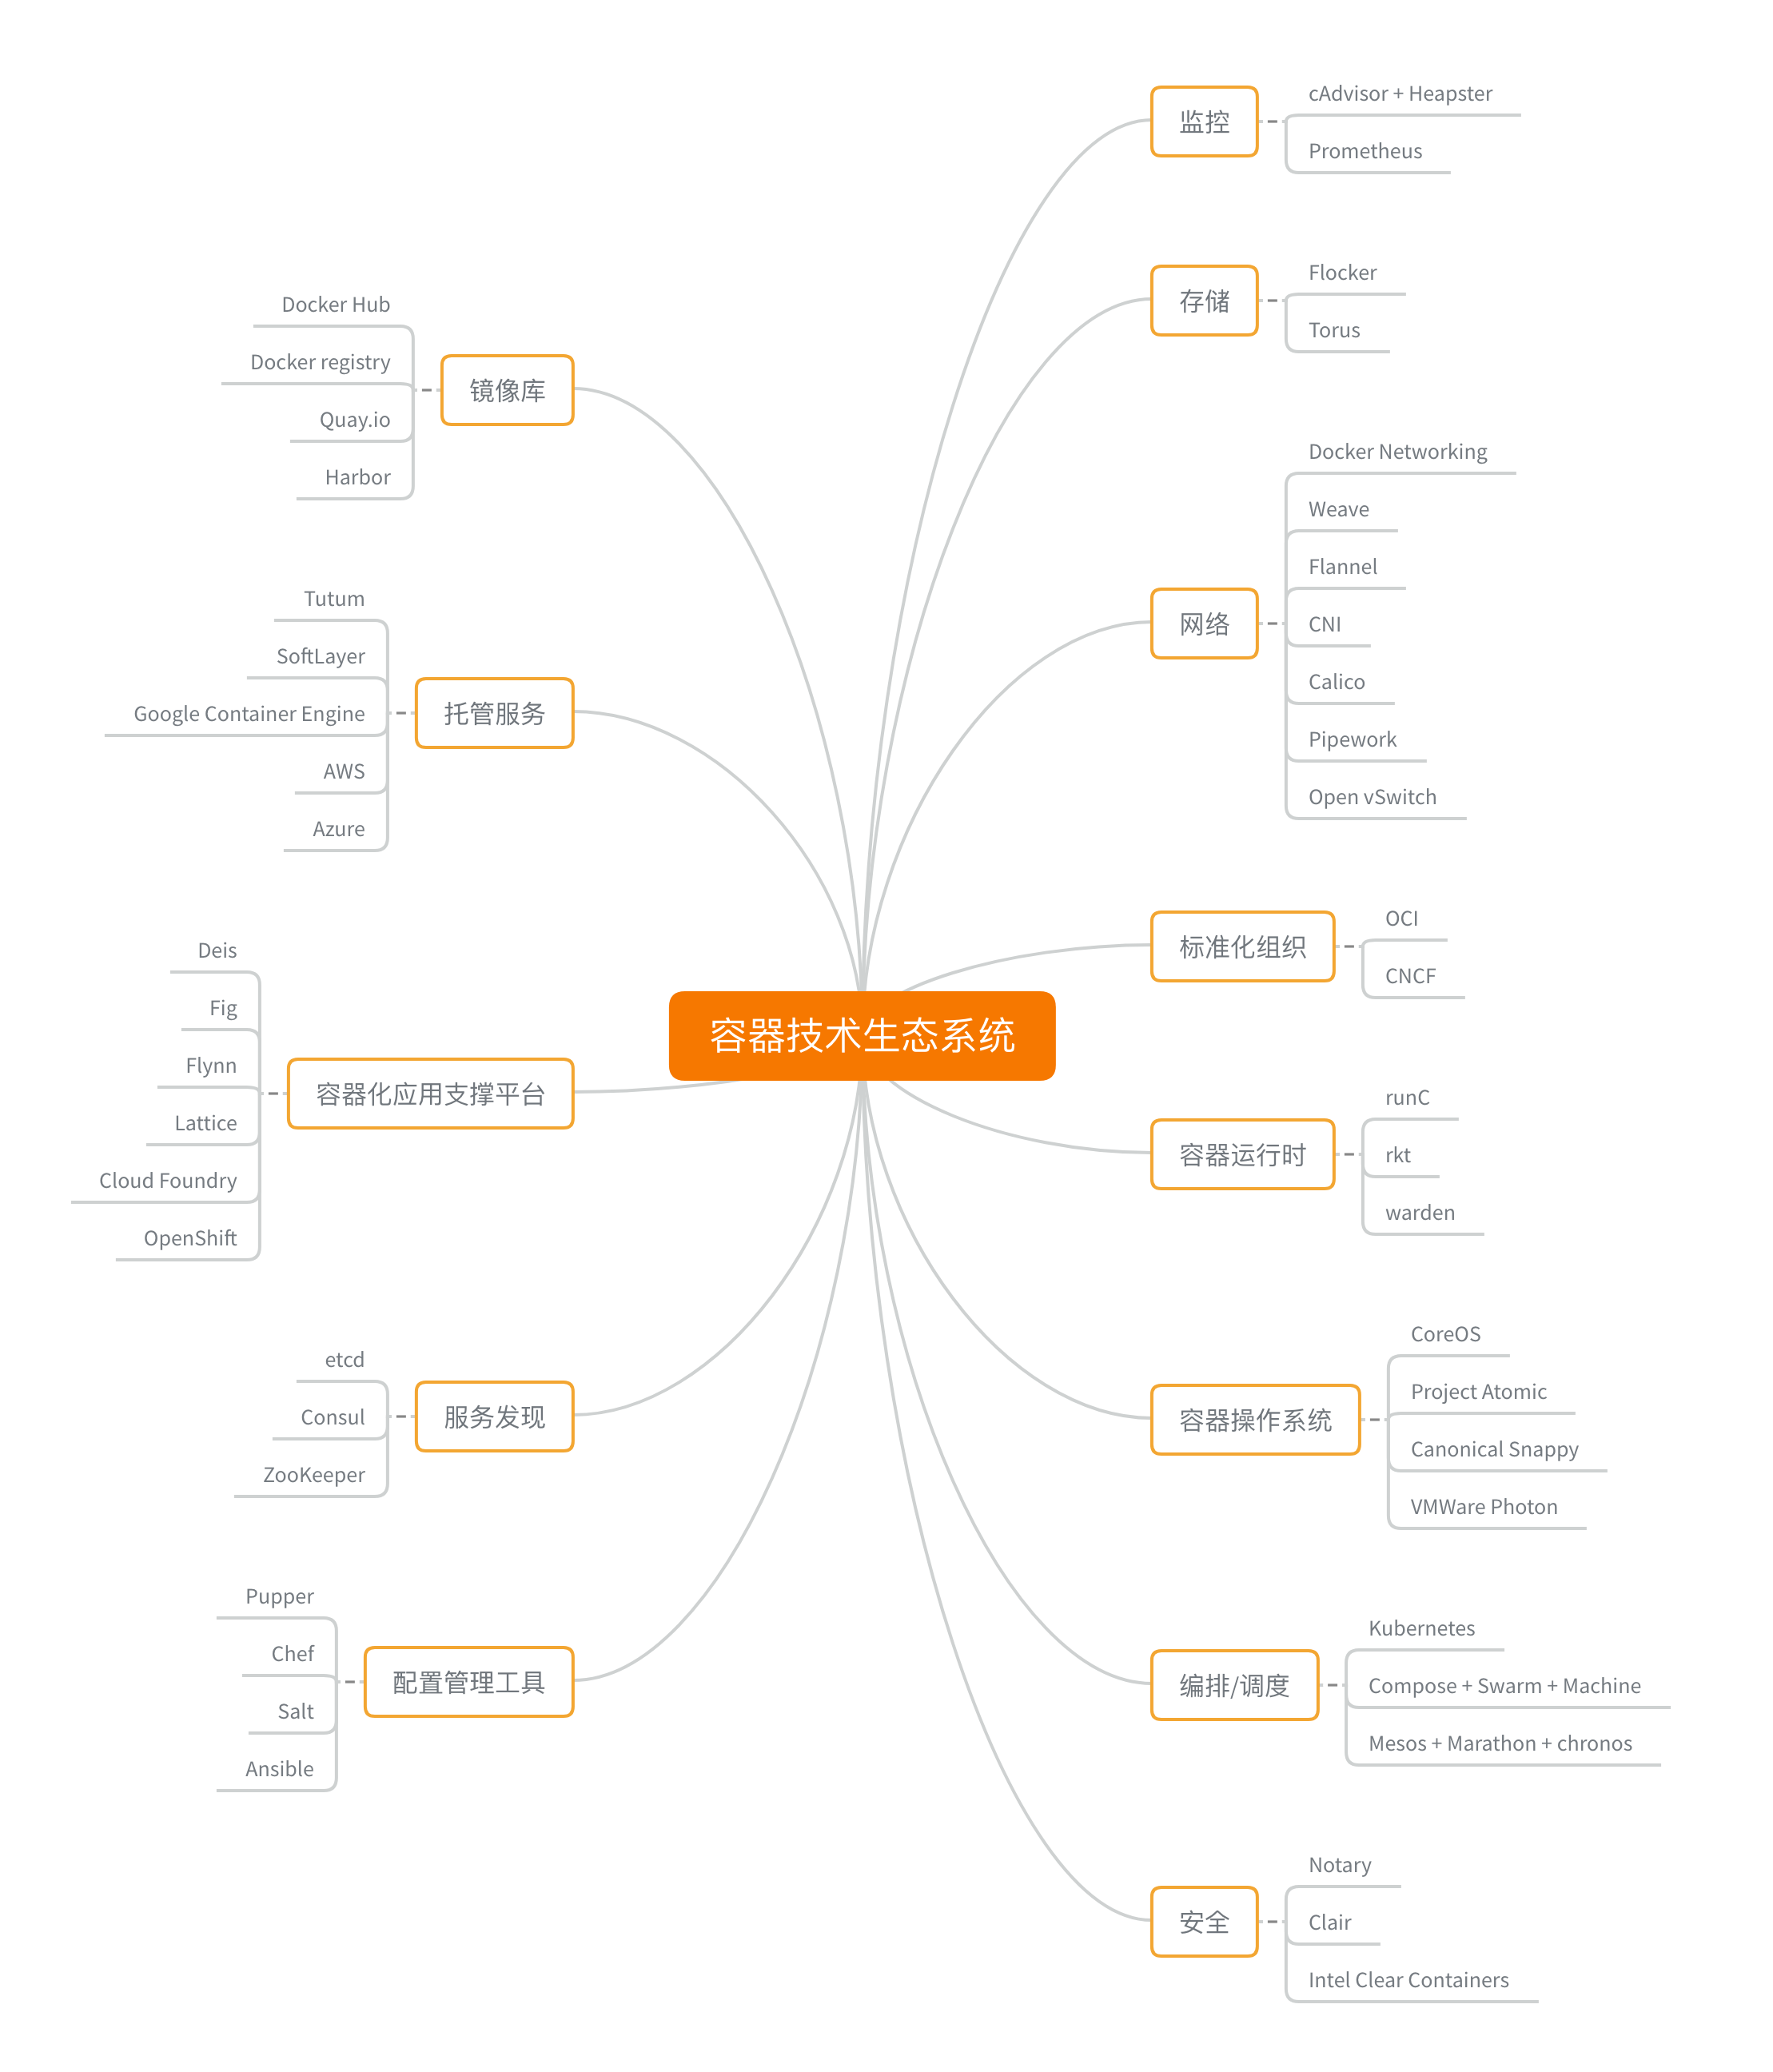 容器技术生态系统
监控
cAdvisor + Heapster
Prometheus
存储
Flocker
Torus
网络
Docker Networking
Weave
Flannel
CNI
Calico
Pipework
Open vSwitch
标准化组织
OCI
CNCF
容器运行时
runC
rkt
warden
容器操作系统
CoreOS
Project Atomic
Canonical Snappy
VMWare Photon
编排/调度
Kubernetes
Compose + Swarm + Machine
Mesos + Marathon + chronos
安全
Notary
Clair
Intel Clear Containers
镜像库
Docker Hub
Docker registry
Quay.io
Harbor
托管服务
Tutum
SoftLayer
Google Container Engine
AWS
Azure
容器化应用支撑平台
Deis
Fig
Flynn
Lattice
Cloud Foundry
OpenShift
服务发现
etcd
Consul
ZooKeeper
配置管理工具
Pupper
Chef
Salt
Ansible